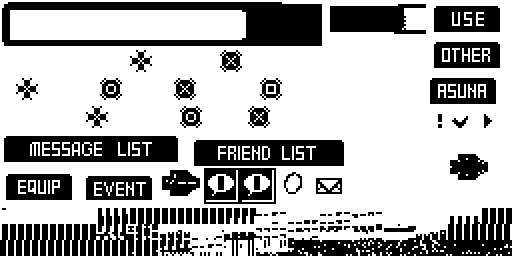 USE
OTHER
ASUNA
MESSAGE LIST
FRIEND LIST
EQUIP
EVENT